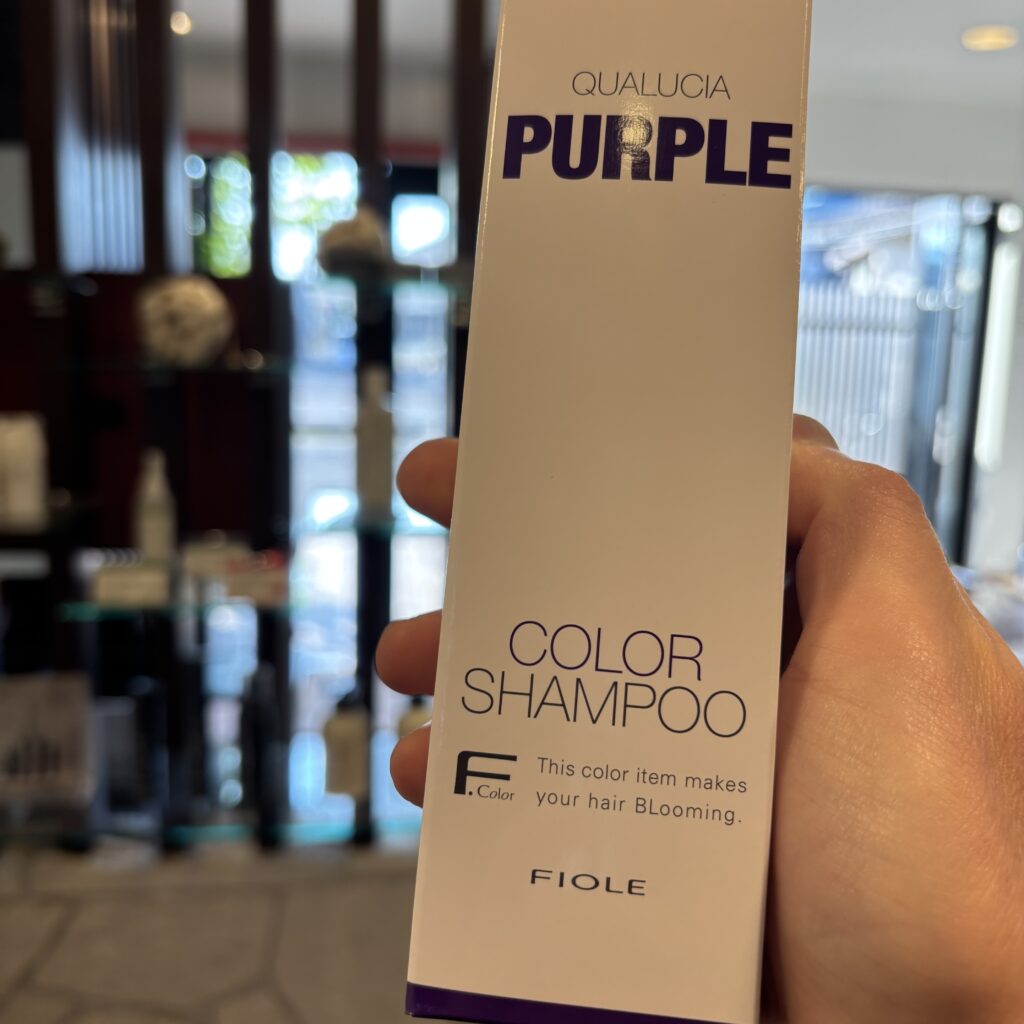 QUALUCIA
PURPLE
COLOR
SHAMPOO
F.Color
This color item makes
your hair BLooming.
FIOLE